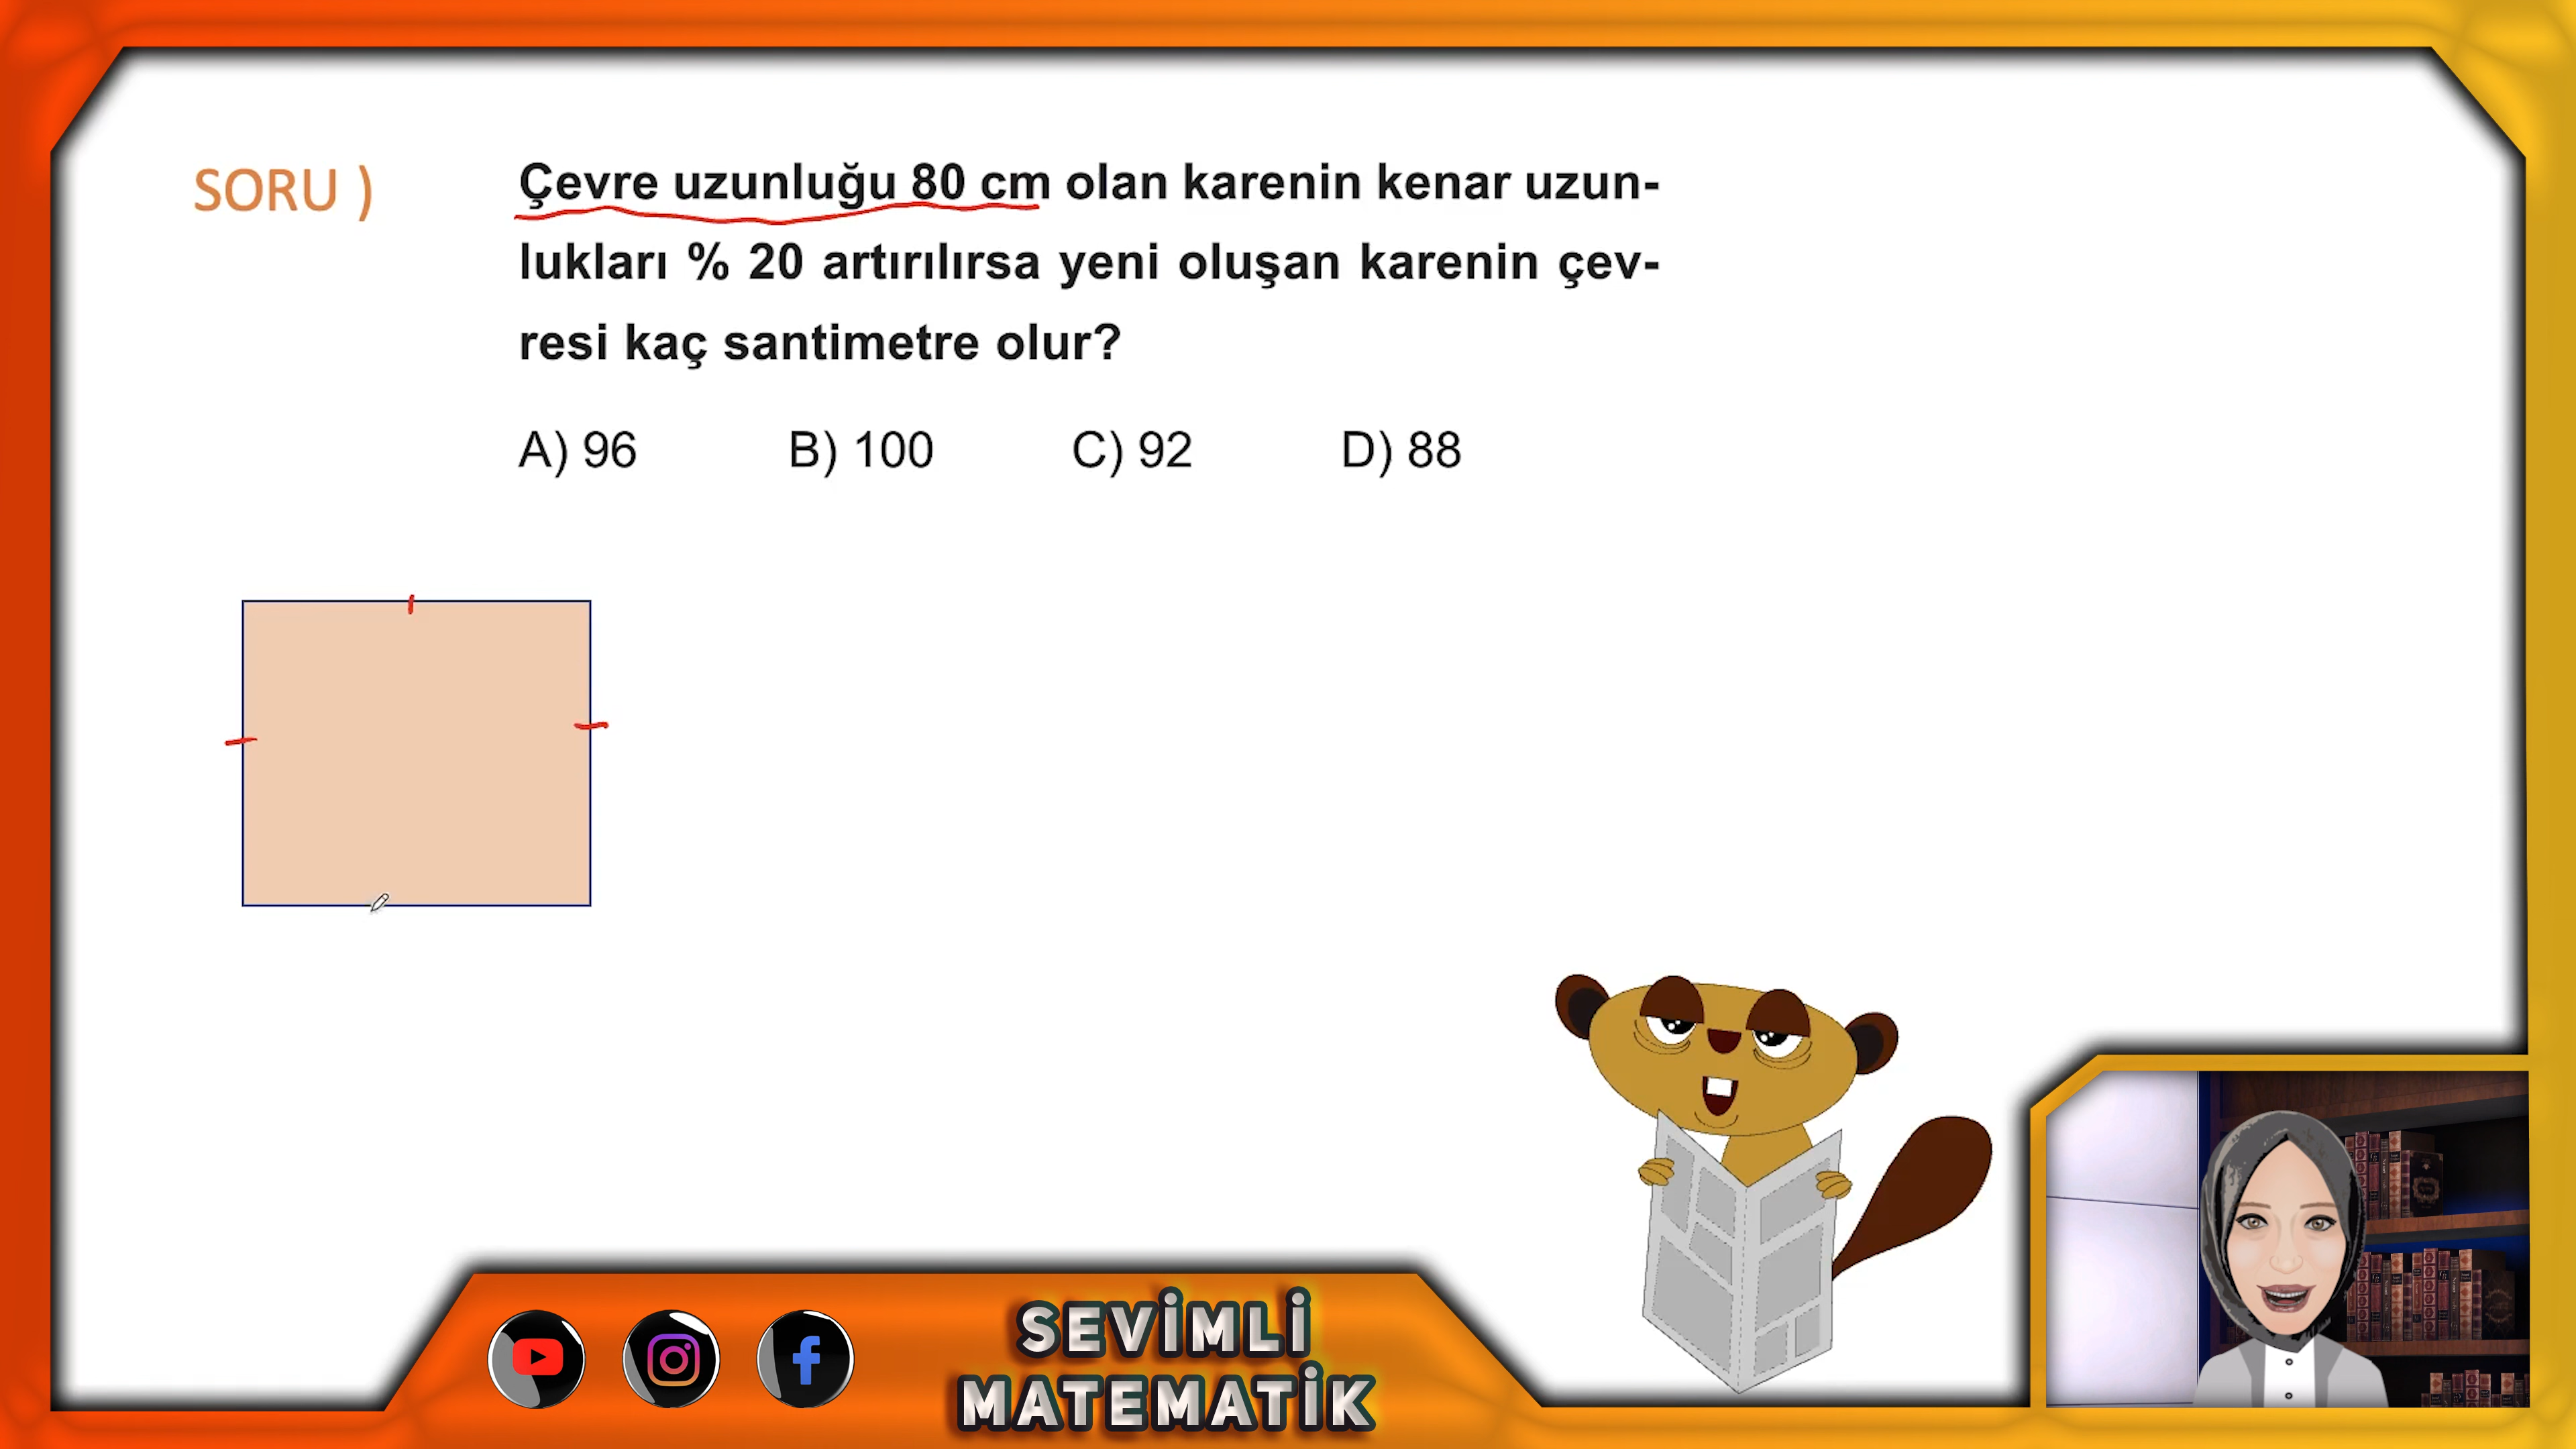 SORU )
Çevre uzunluğu 80 cm olan karenin kenar uzun-
lukları % 20 artırılırsa yeni oluşan karenin çev-
resi kaç santimetre olur?
A) 96 B) 100 C) 92 D) 88
SEVİMLİ
MATEMATİK